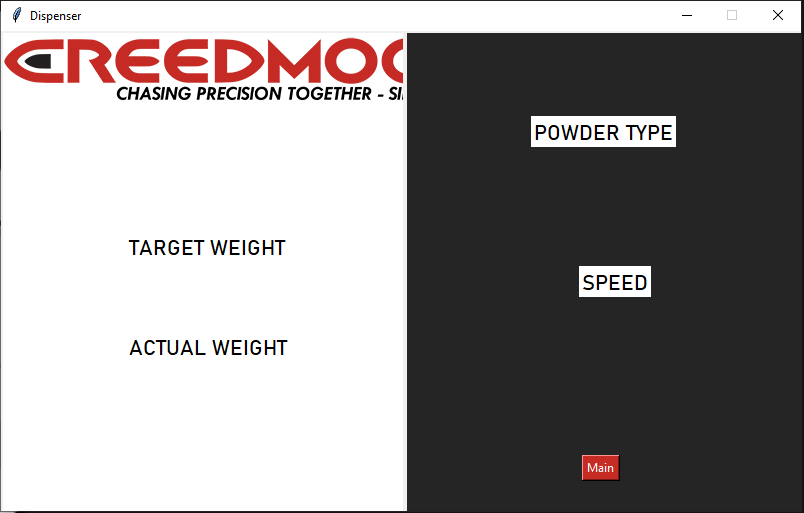 Dispenser
CREEDMOO
CHASING PRECISION TOGETHER - SI
TARGET WEIGHT
ACTUAL WEIGHT
POWDER TYPE
SPEED
Main